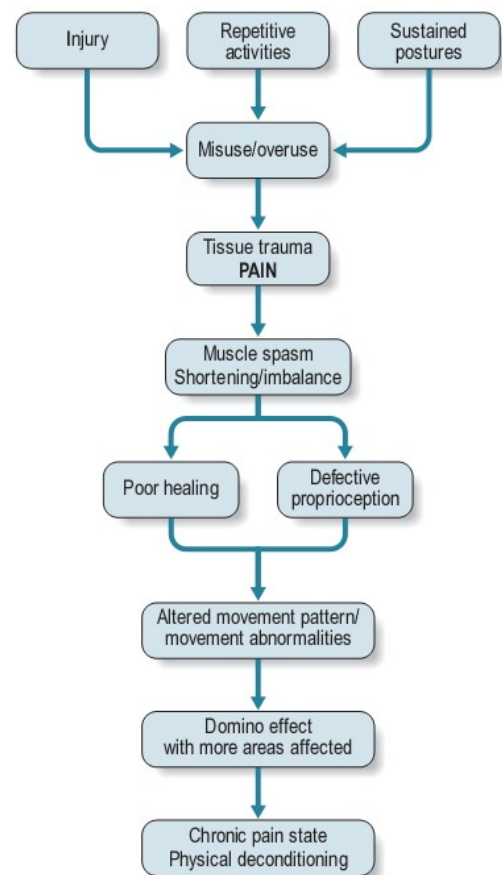 Injury
Repetitive
activities
Sustained
postures
Misuse/overuse
Tissue trauma
PAIN
Muscle spasm
Shortening/imbalance
Poor healing
Defective
proprioception
Altered movement pattern/
movement abnormalities
Domino effect
with more areas affected
Chronic pain state
Physical deconditioning